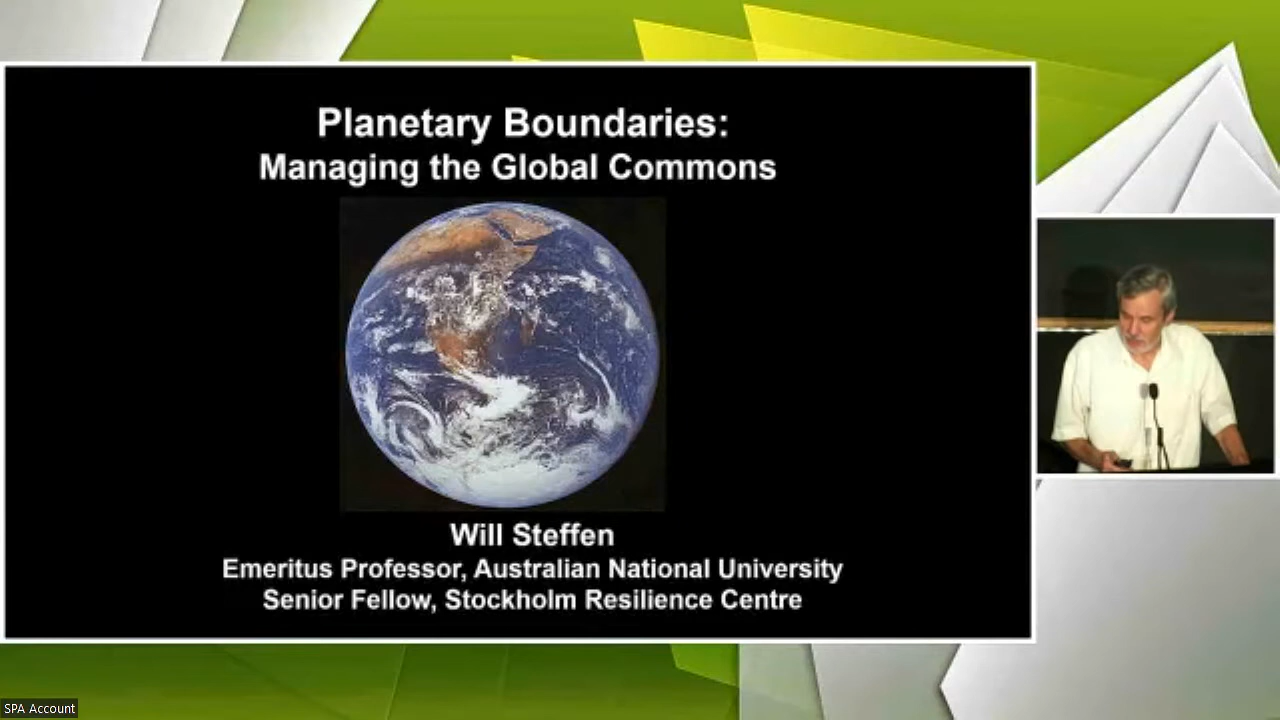 Planetary Boundaries:
Managing the Global Commons
Will Steffen
Emeritus Professor, Australian National University
Senior Fellow, Stockholm Resilience Centre
SPA Account